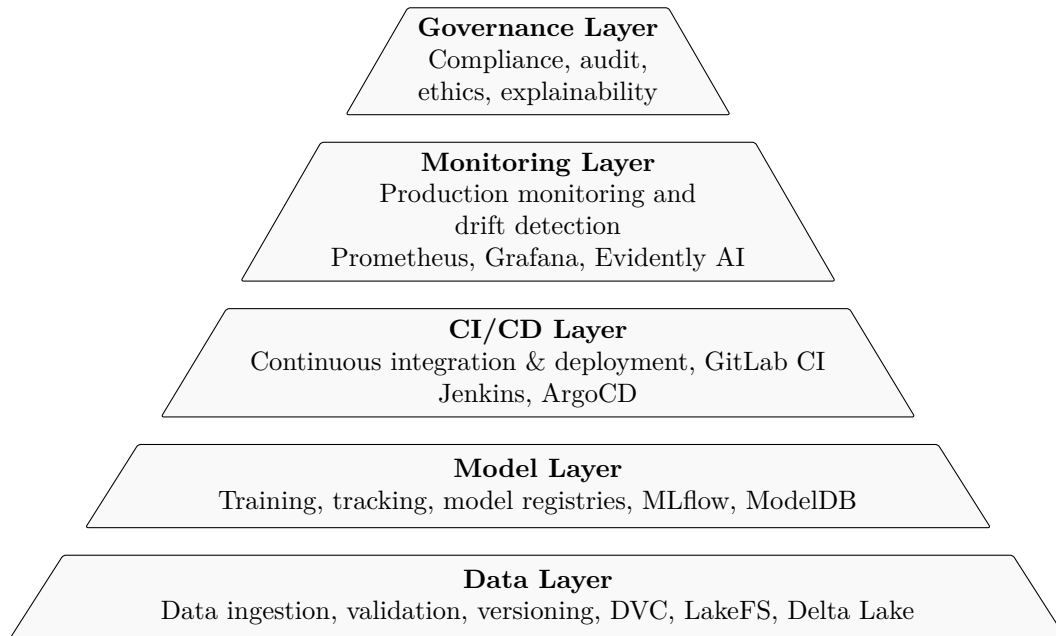 Governance Layer
Compliance, audit,
ethics, explainability
Monitoring Layer
Production monitoring and
drift detection
Prometheus, Grafana, Evidently AI
CI/CD Layer
Continuous integration & deployment, GitLab CI
Jenkins, ArgoCD
Model Layer
Training, tracking, model registries, MLflow, ModelDB
Data Layer
Data ingestion, validation, versioning, DVC, LakeFS, Delta Lake